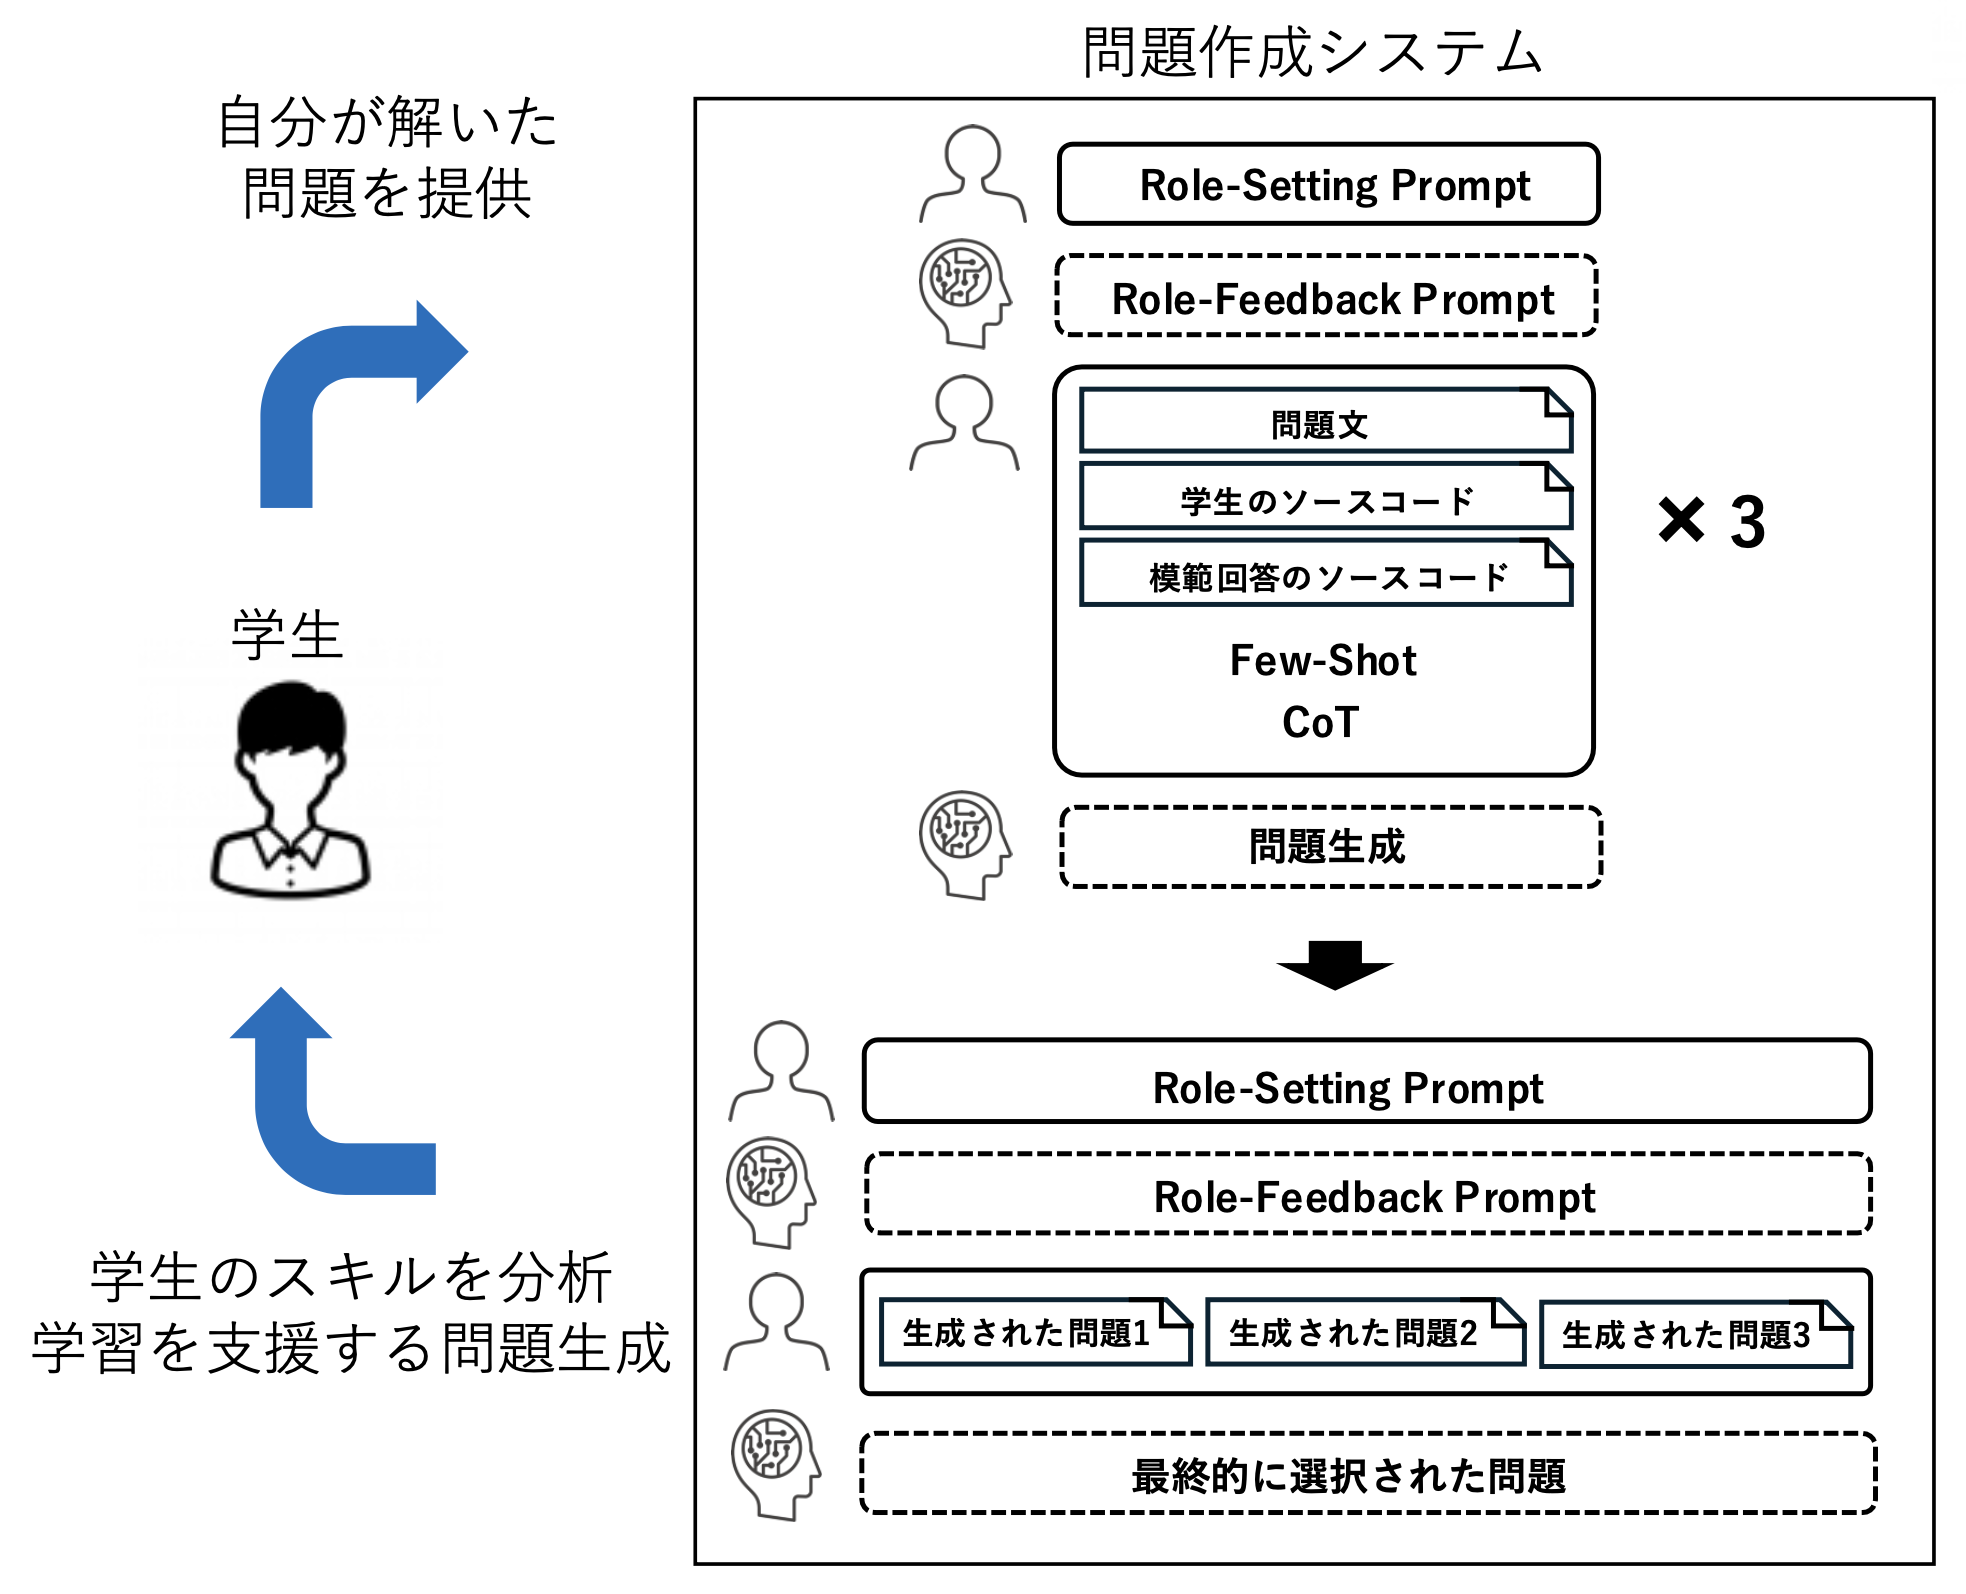 問題作成システム
自分が解いた
問題を提供
学生
学生のスキルを分析
学習を支援する問題生成
Role-Setting Prompt
Role-Feedback Prompt
問題文
学生のソースコード
模範回答のソースコード
Few-Shot
CoT
× 3
問題生成
Role-Setting Prompt
Role-Feedback Prompt
生成された問題1
生成された問題2
生成された問題3
最終的に選択された問題